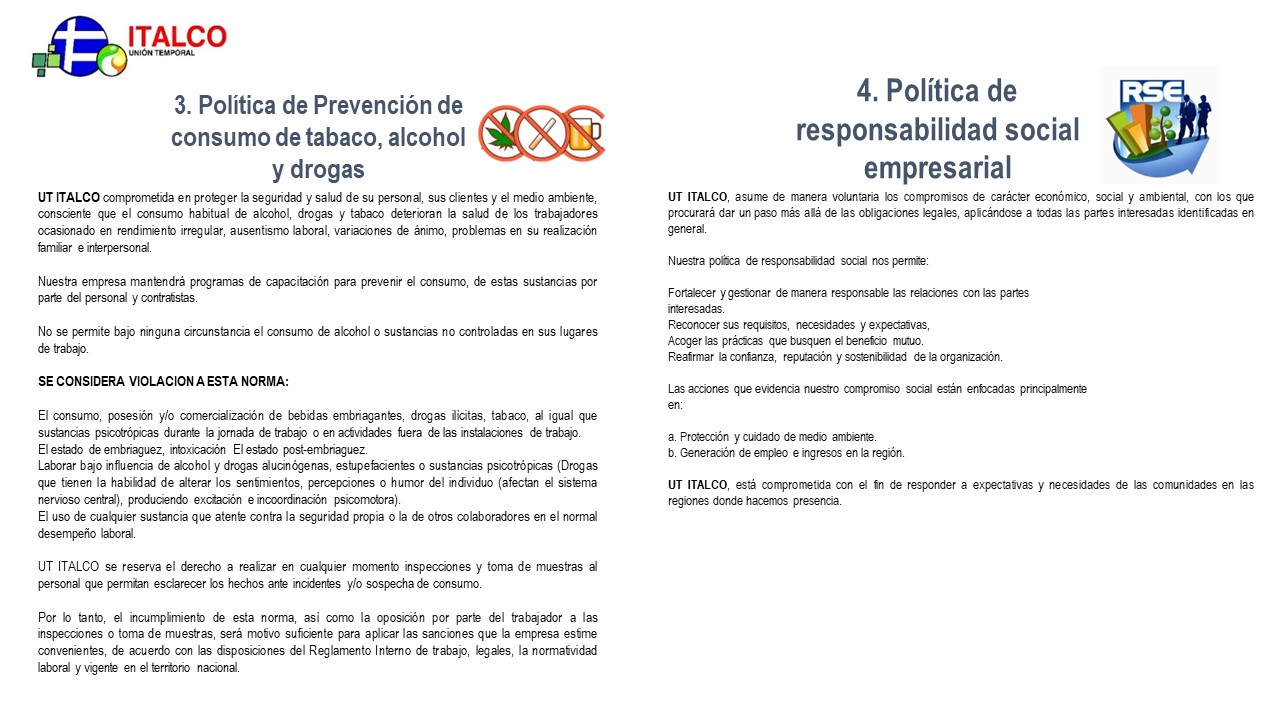 ITALCO
UNIÓN TEMPORAL
3. Política de Prevención de
consumo de tabaco, alcohol
y drogas
UT ITALCO comprometida en proteger la seguridad y salud de su personal, sus clientes y el medio ambiente,
consciente que el consumo habitual de alcohol, drogas y tabaco deterioran la salud de los trabajadores
ocasionado en rendimiento irregular, ausentismo laboral, variaciones de ánimo, problemas en su realización
familiar e interpersonal.
Nuestra empresa mantendrá programas de capacitación para prevenir el consumo, de estas sustancias por
parte del personal y contratistas.
No se permite bajo ninguna circunstancia el consumo de alcohol o sustancias no controladas en sus lugares
de trabajo.
SE CONSIDERA VIOLACION A ESTA NORMA:
El consumo, posesión y/o comercialización de bebidas embriagantes, drogas ilícitas, tabaco, al igual que
sustancias psicotrópicas durante la jornada de trabajo o en actividades fuera de las instalaciones de trabajo.
El estado de embriaguez, intoxicación El estado post-embriaguez.
Laborar bajo influencia de alcohol y drogas alucinógenas, estupefacientes o sustancias psicotrópicas (Drogas
que tienen la habilidad de alterar los sentimientos, percepciones o humor del individuo (afectan el sistema
nervioso central), produciendo excitación e incoordinación psicomotora).
El uso de cualquier sustancia que atente contra la seguridad propia o la de otros colaboradores en el normal
desempeño laboral.
UT ITALCO se reserva el derecho a realizar en cualquier momento inspecciones y toma de muestras al
personal que permitan esclarecer los hechos ante incidentes y/o sospecha de consumo.
Por lo tanto, el incumplimiento de esta norma, así como la oposición por parte del trabajador a las
inspecciones o toma de muestras, será motivo suficiente para aplicar las sanciones que la empresa estime
convenientes, de acuerdo con las disposiciones del Reglamento Interno de trabajo, legales, la normatividad
laboral y vigente en el territorio nacional.
4. Política de
responsabilidad social
empresarial
RSE
UT ITALCO, asume de manera voluntaria los compromisos de carácter económico, social y ambiental, con los que
procurará dar un paso más allá de las obligaciones legales, aplicándose a todas las partes interesadas identificadas en
general.
Nuestra política de responsabilidad social nos permite:
Fortalecer y gestionar de manera responsable las relaciones con las partes
interesadas.
Reconocer sus requisitos, necesidades y expectativas,
Acoger las prácticas que busquen el beneficio mutuo.
Reafirmar la confianza, reputación y sostenibilidad de la organización.
Las acciones que evidencia nuestro compromiso social están enfocadas principalmente
en:
a. Protección y cuidado de medio ambiente.
b. Generación de empleo e ingresos en la región.
UT ITALCO, está comprometida con el fin de responder a expectativas y necesidades de las comunidades en las
regiones donde hacemos presencia.